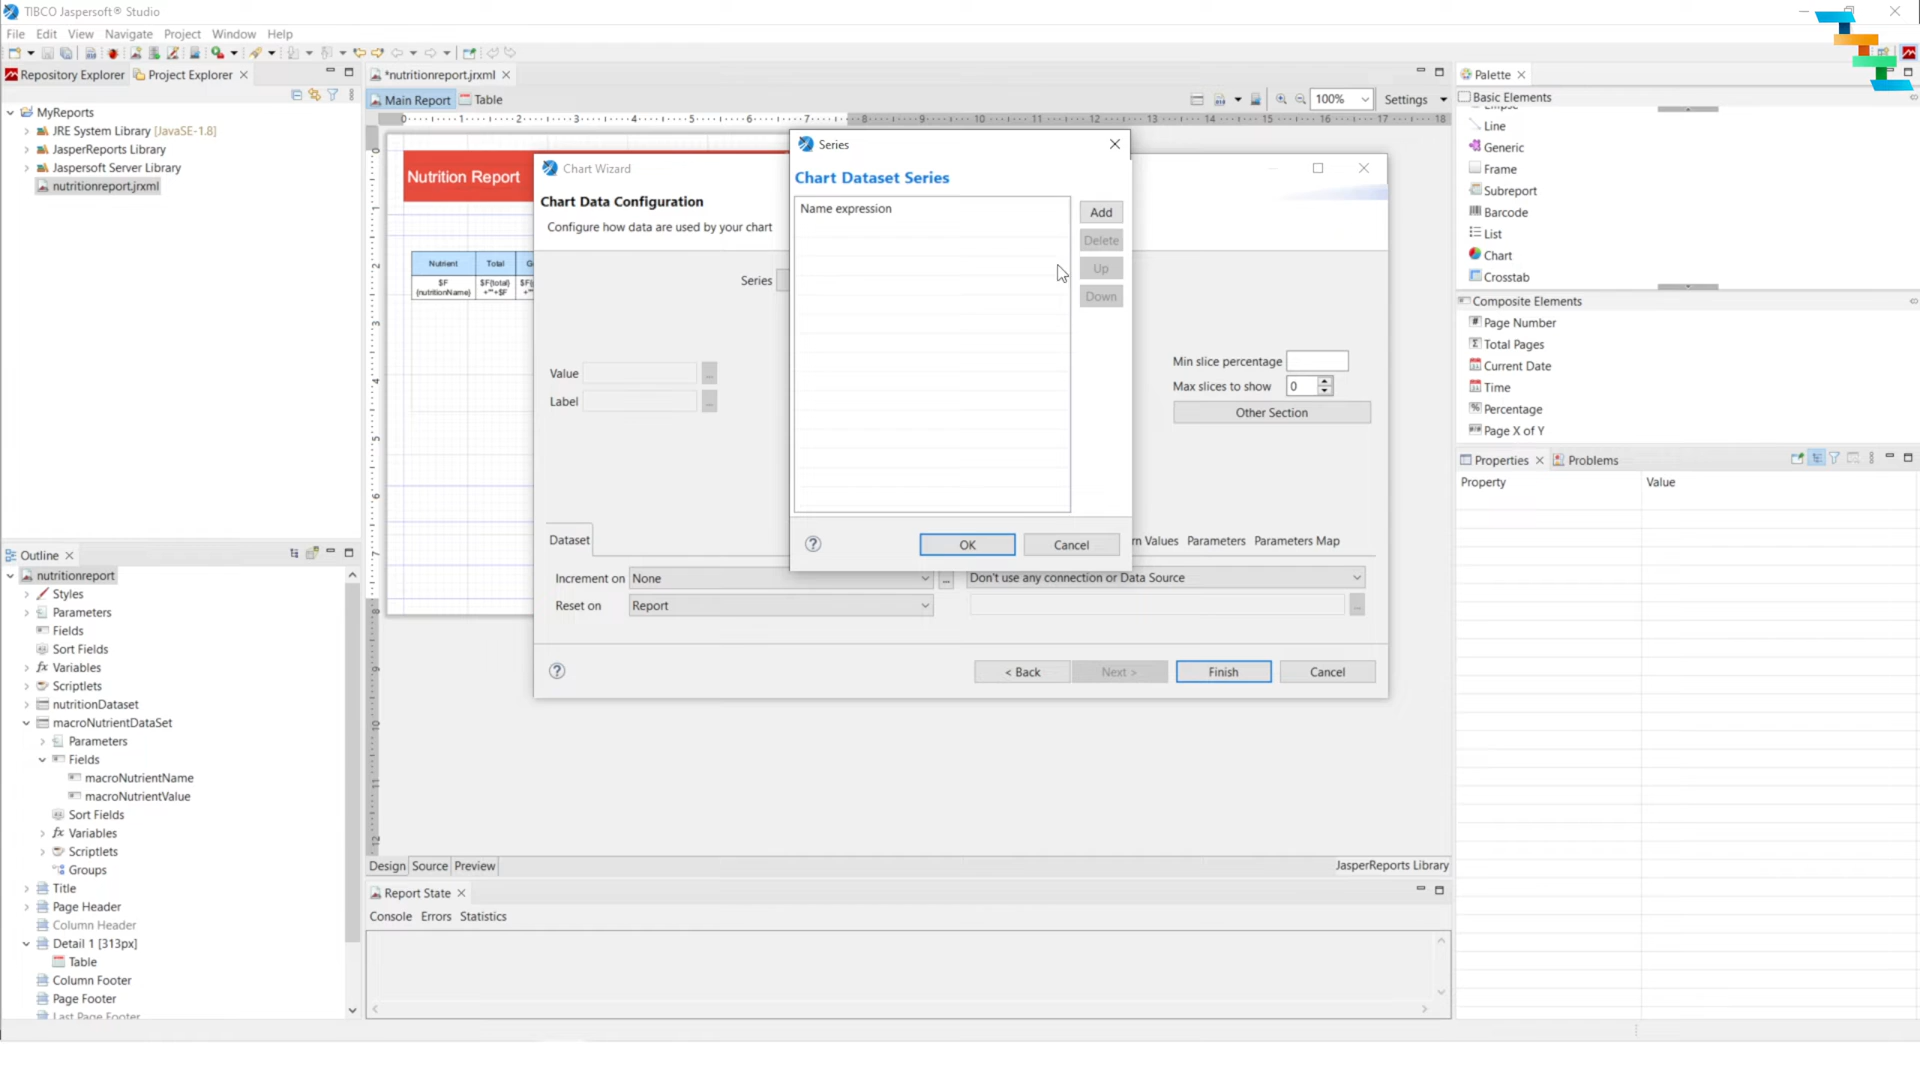 TIBCO Jaspersoft® Studio
File Edit View Navigate Project Window Help
Repository Explorer Project Explorer
*nutritionreport.jrxml
Palette
Main Report Table
100%
Settings
Basic Elements
MyReports
JRE System Library [JavaSE-1.8]
JasperReports Library
Jaspersoft Server Library
nutritionreport.jrxml
Line
Generic
Frame
Subreport
Barcode
List
Chart
Crosstab
Composite Elements
Page Number
Total Pages
Current Date
Time
Percentage
Page X of Y
Nutrition Report
Nutrient Total G
$F
{nutritionName}
$F{total}
+""+$F
$F{
+""+
Chart Wizard
Chart Data Configuration
Configure how data are used by your chart
Series
Value ...
Label ...
Min slice percentage
Max slices to show 0
Other Section
Dataset
rn Values Parameters Parameters Map
Increment on None ...
Don't use any connection or Data Source
Reset on Report
...
< Back Next > Finish Cancel
Series
Chart Dataset Series
Name expression
Add
Delete
Up
Down
OK Cancel
Properties Problems
Property Value
Outline
nutritionreport
Styles
Parameters
Fields
Sort Fields
Variables
Scriptlets
nutritionDataset
macroNutrientDataSet
Parameters
Fields
macroNutrientName
macroNutrientValue
Sort Fields
Variables
Scriptlets
Groups
Title
Page Header
Column Header
Detail 1 [313px]
Table
Column Footer
Page Footer
Last Page Footer
Design Source Preview
JasperReports Library
Report State
Console Errors Statistics